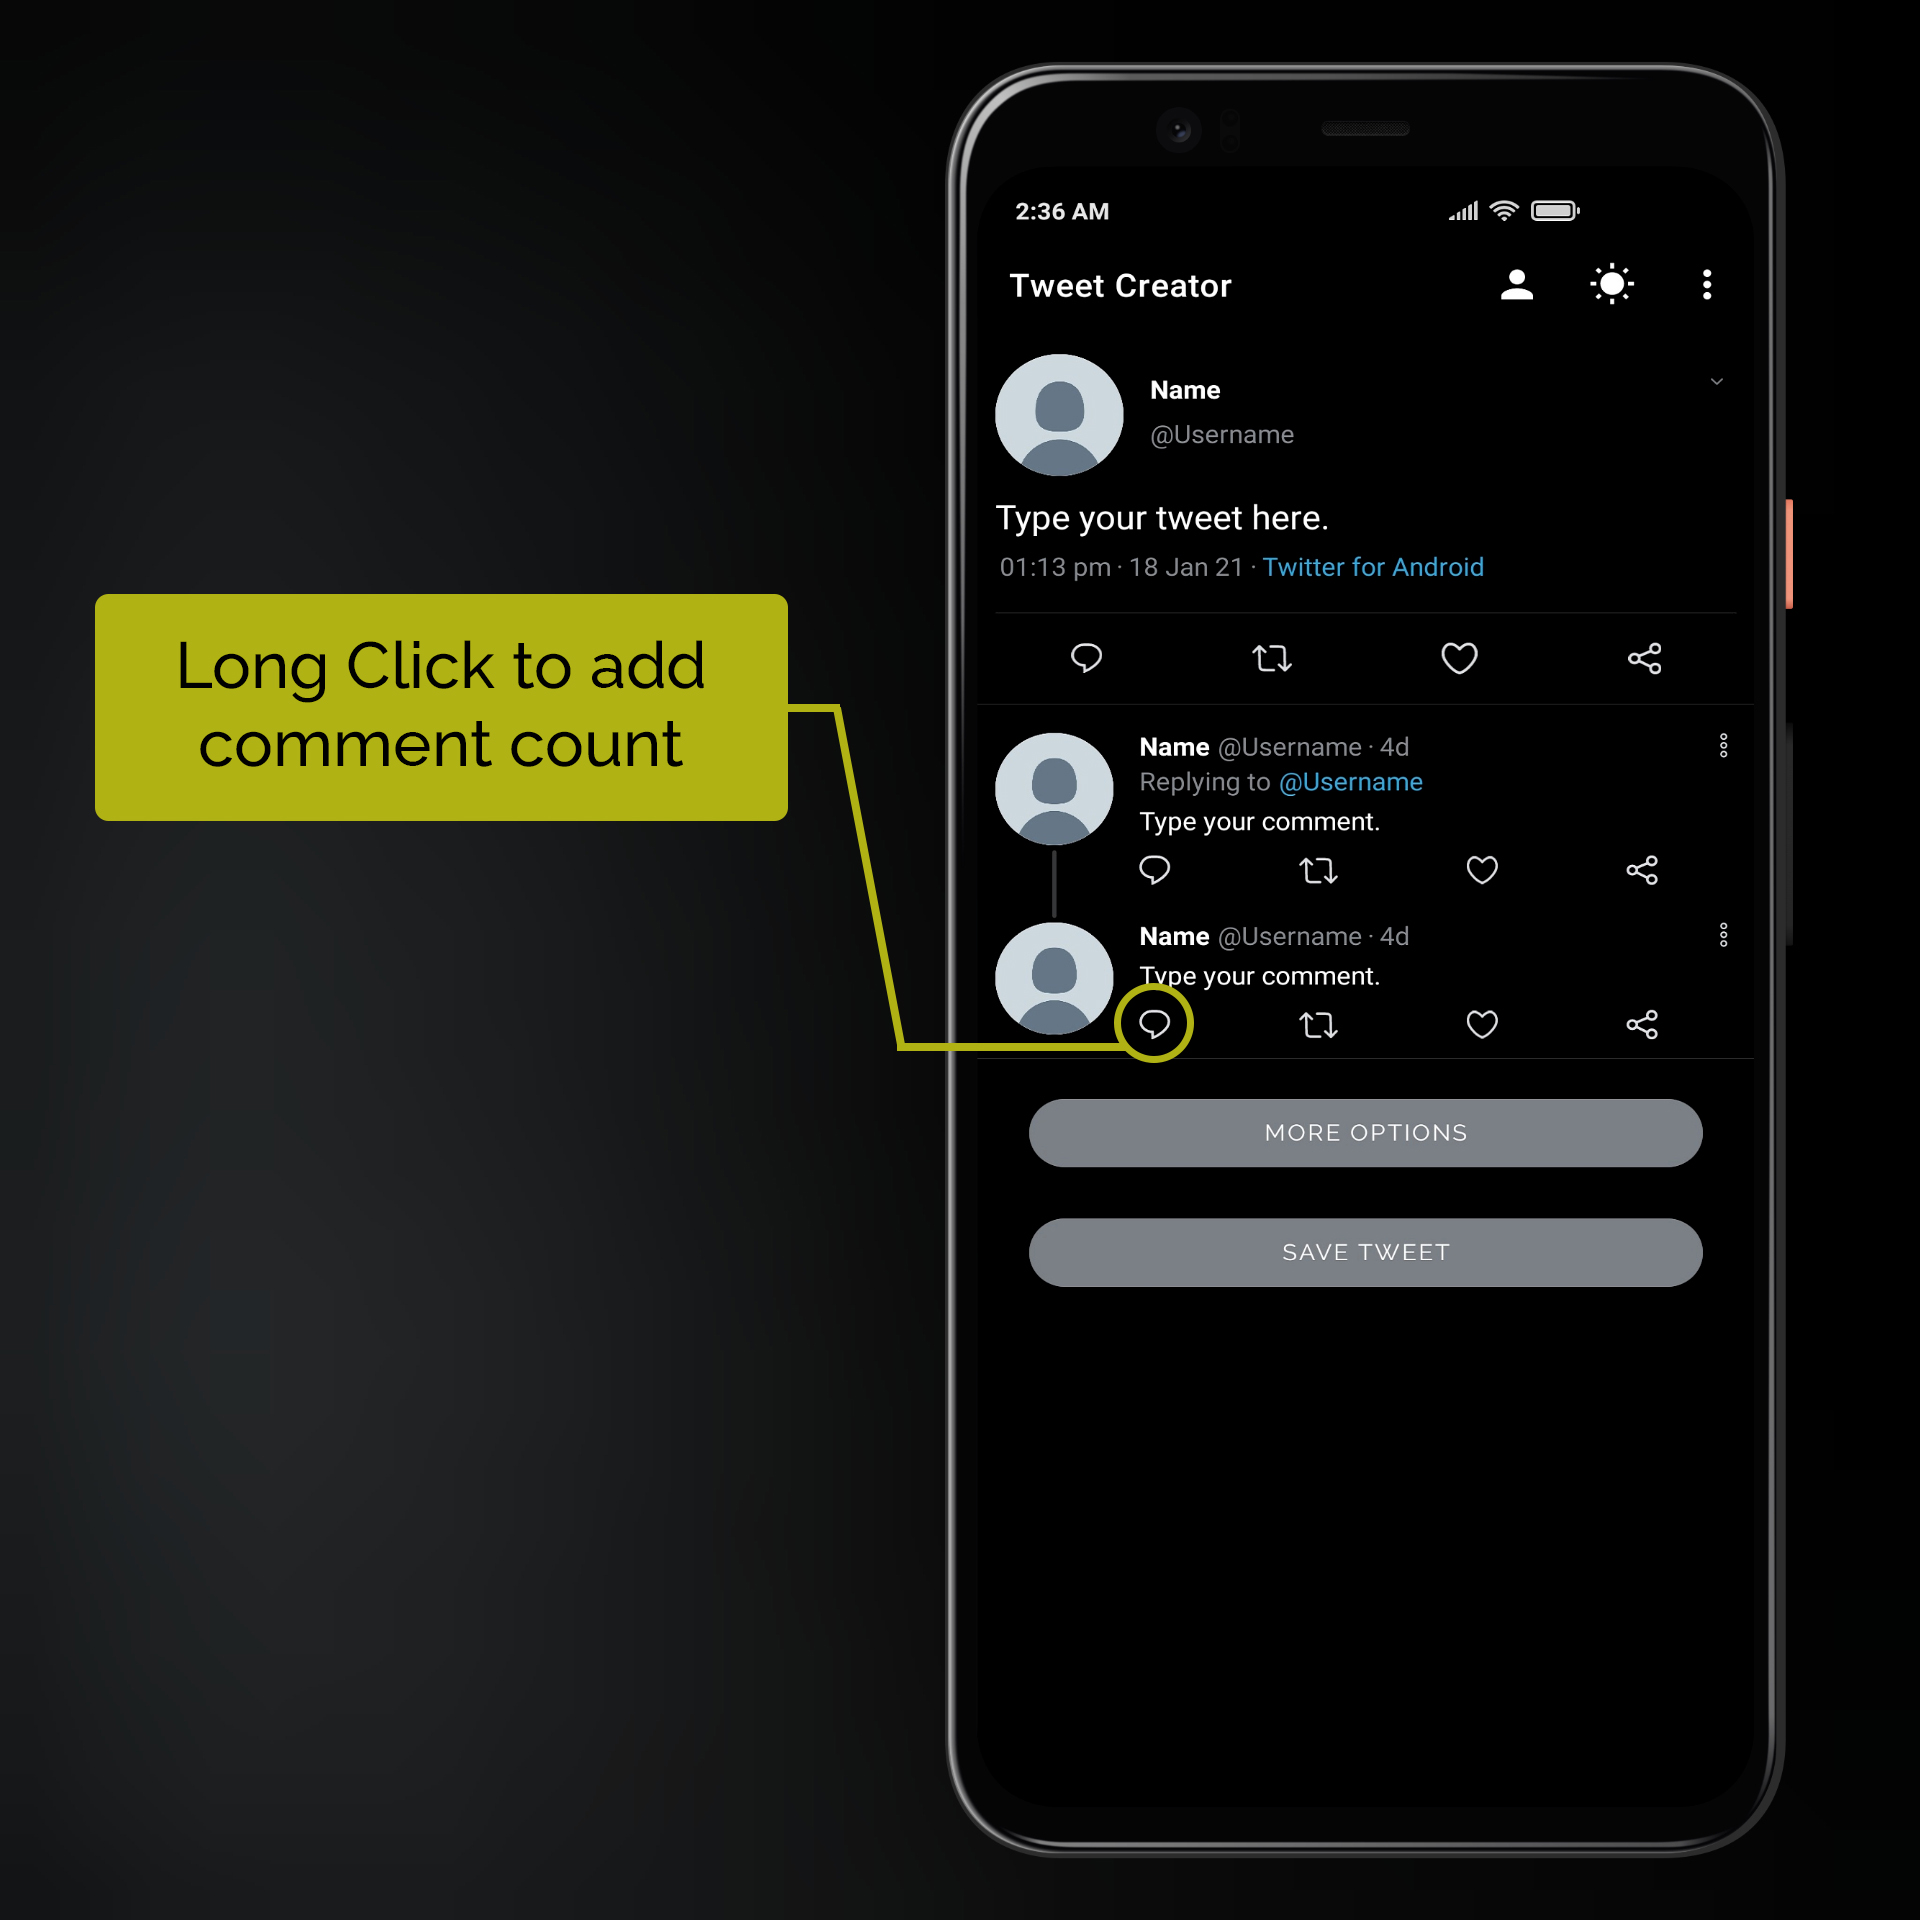 2:36 AM
Tweet Creator
Name
@Username
Type your tweet here.
01:13 pm · 18 Jan 21 · Twitter for Android
Long Click to add
comment count
Name @Username · 4d
Replying to @Username
Type your comment.
Name @Username · 4d
Type your comment.
MORE OPTIONS
SAVE TWEET